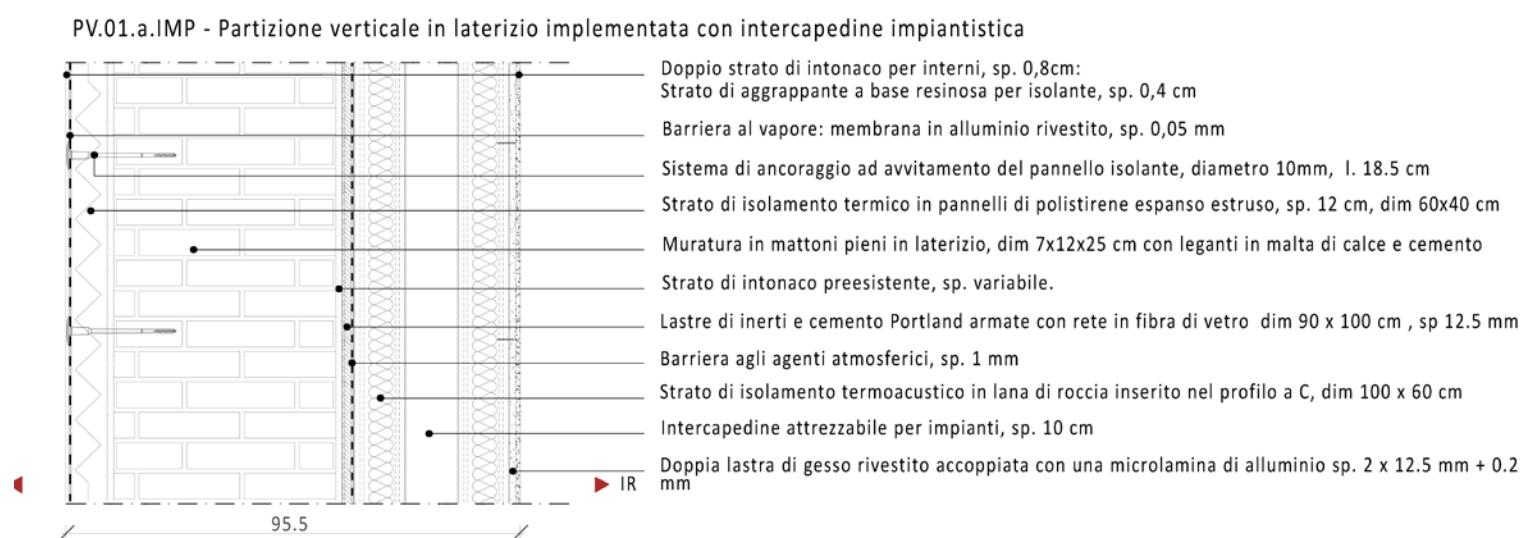 PV.01.a.IMP - Partizione verticale in laterizio implementata con intercapedine impiantistica
Doppio strato di intonaco per interni, sp. 0,8cm:
Strato di aggrappante a base resinosa per isolante, sp. 0,4 cm
Barriera al vapore: membrana in alluminio rivestito, sp. 0,05 mm
Sistema di ancoraggio ad avvitamento del pannello isolante, diametro 10mm, l. 18.5 cm
Strato di isolamento termico in pannelli di polistirene espanso estruso, sp. 12 cm, dim 60x40 cm
Muratura in mattoni pieni in laterizio, dim 7x12x25 cm con leganti in malta di calce e cemento
Strato di intonaco preesistente, sp. variabile.
Lastre di inerti e cemento Portland armate con rete in fibra di vetro dim 90 x 100 cm , sp 12.5 mm
Barriera agli agenti atmosferici, sp. 1 mm
Strato di isolamento termoacustico in lana di roccia inserito nel profilo a C, dim 100 x 60 cm
Intercapedine attrezzabile per impianti, sp. 10 cm
Doppia lastra di gesso rivestito accoppiata con una microlamina di alluminio sp. 2 x 12.5 mm + 0.2
mm
IR
95.5